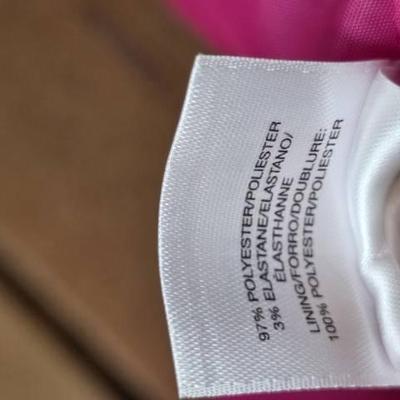 97% POLYESTER/POLIESTER
3% ELASTANE/ELASTANO/
ÉLASTHANNE
LINING/FORRO/DOUBLURE:
100% POLYESTER/POLIESTER